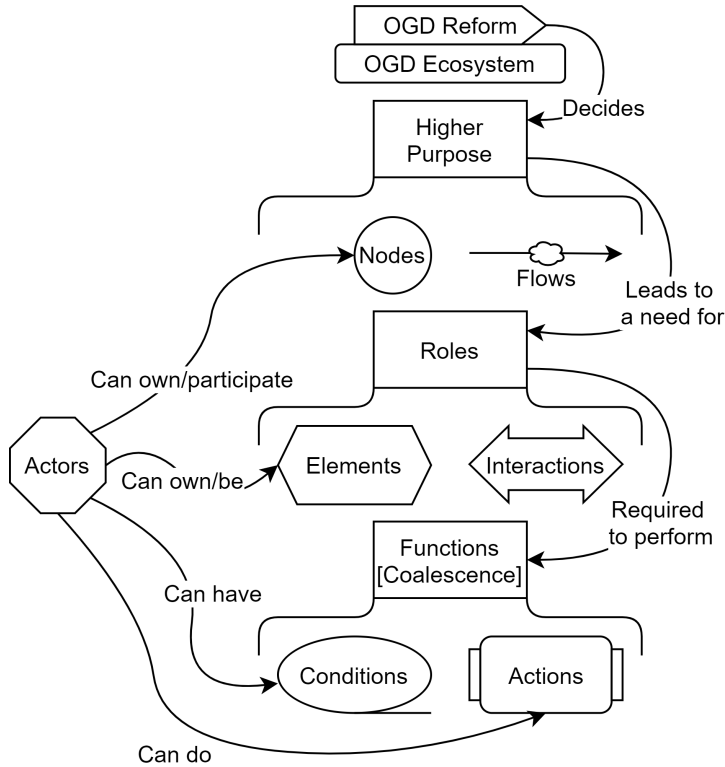 OGD Reform
OGD Ecosystem
Decides
Higher
Purpose
Nodes
Flows
Leads to
a need for
Roles
Can own/participate
Actors
Can own/be
Elements
Interactions
Required
to perform
Functions
[Coalescence]
Can have
Conditions
Actions
Can do